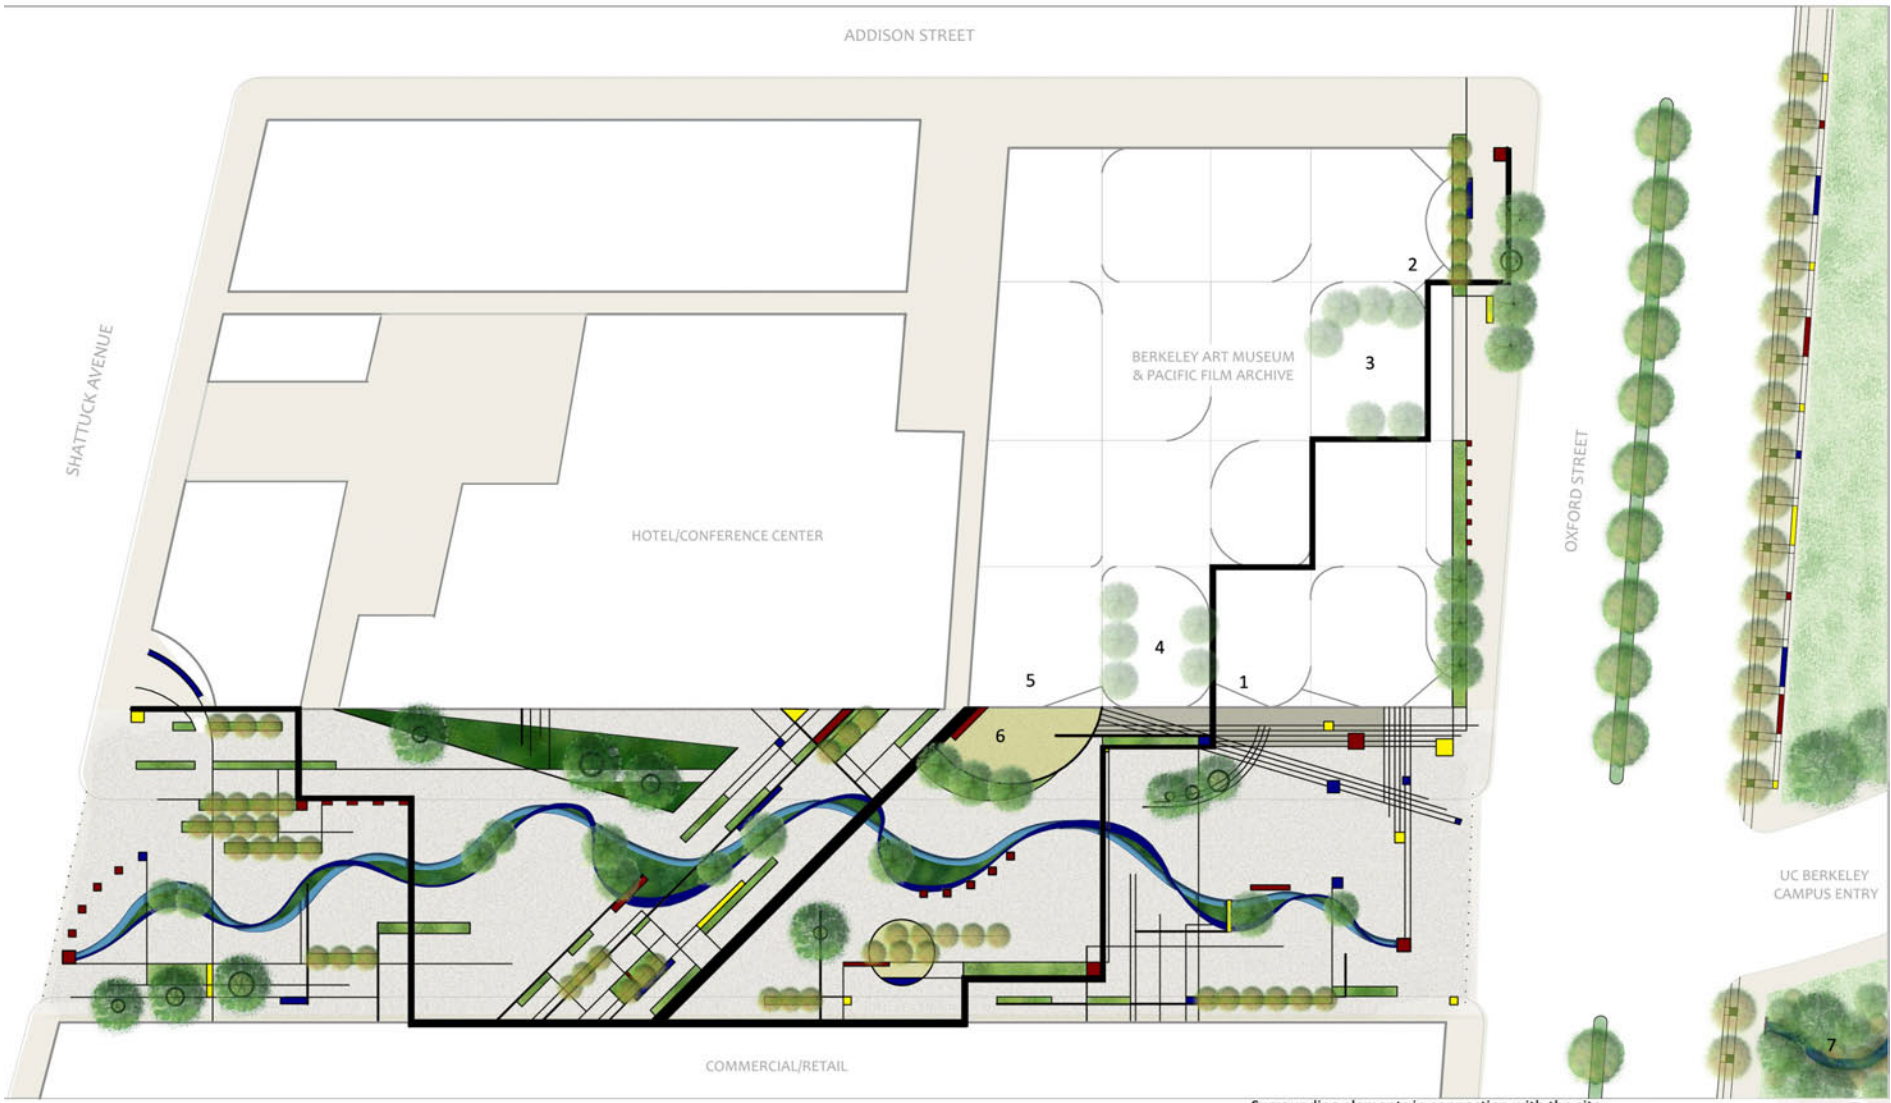 ADDISON STREET
SHATTUCK AVENUE
BERKELEY ART MUSEUM
& PACIFIC FILM ARCHIVE
HOTEL/CONFERENCE CENTER
OXFORD STREET
2
3
4
5
1
6
UC BERKELEY
CAMPUS ENTRY
7
COMMERCIAL/RETAIL